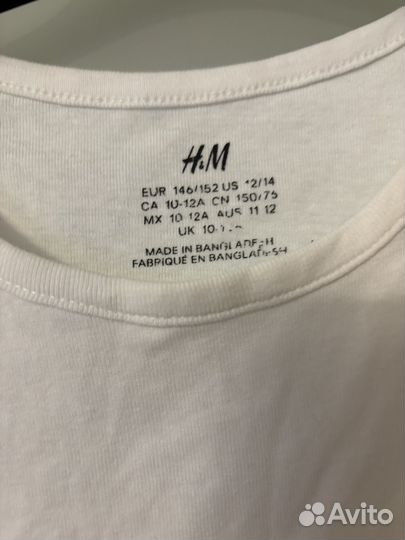 H&M
EUR 146/152 US 12/14
CA 10-12A CN 150/76
MX 10-12A AUS 11-12
UK
MADE IN BANGLADESH
FABRIQUÉ EN BANGLADESH
Avito